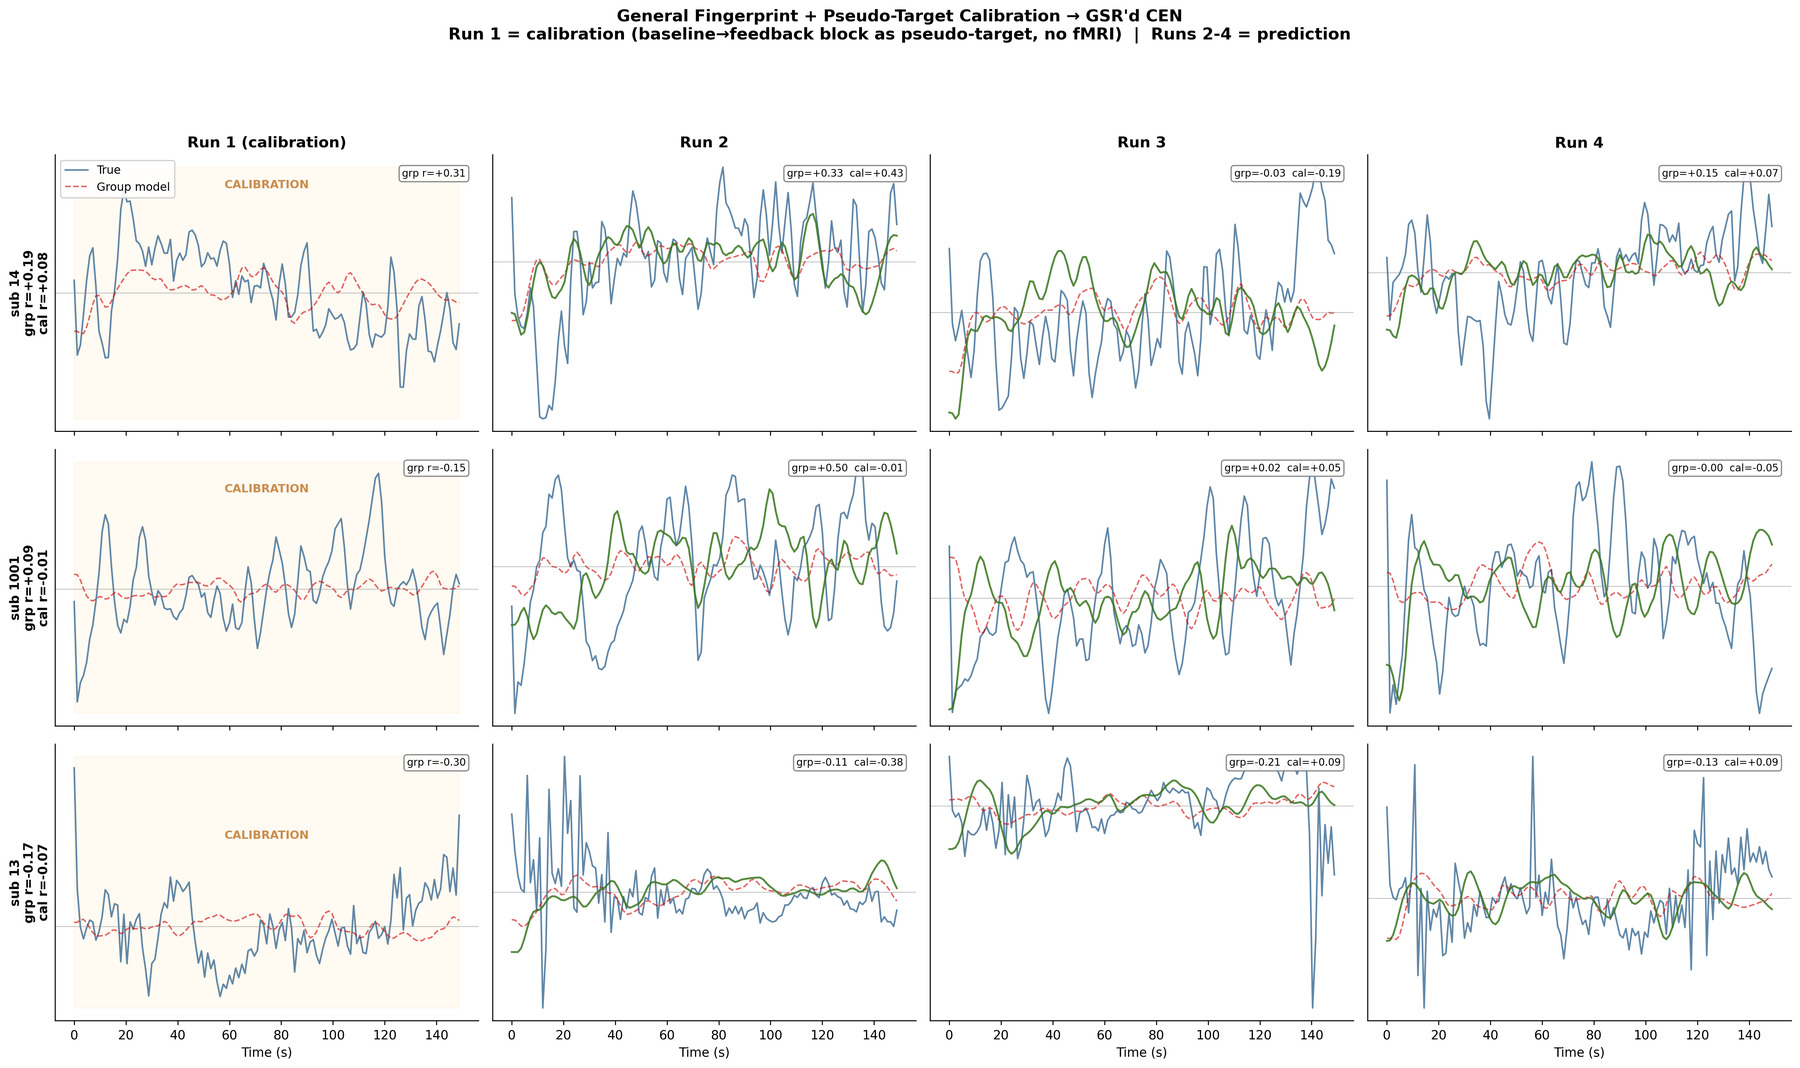 General Fingerprint + Pseudo-Target Calibration → GSR'd CEN
Run 1 = calibration (baseline→feedback block as pseudo-target, no fMRI)  |  Runs 2-4 = prediction
Run 1 (calibration)
Run 2
Run 3
Run 4
True
Group model
CALIBRATION
grp r=+0.31
grp=+0.33  cal=+0.43
grp=-0.03  cal=-0.19
grp=+0.15  cal=+0.07
sub 14
grp r=+0.19
cal r=+0.08
CALIBRATION
grp r=-0.15
grp=+0.50  cal=-0.01
grp=+0.02  cal=+0.05
grp=-0.00  cal=-0.05
sub 1001
grp r=+0.09
cal r=-0.01
CALIBRATION
grp r=-0.30
grp=-0.11  cal=-0.38
grp=-0.21  cal=+0.09
grp=-0.13  cal=+0.09
sub 13
grp r=-0.17
cal r=-0.07
0 20 40 60 80 100 120 140
0 20 40 60 80 100 120 140
0 20 40 60 80 100 120 140
0 20 40 60 80 100 120 140
Time (s)
Time (s)
Time (s)
Time (s)